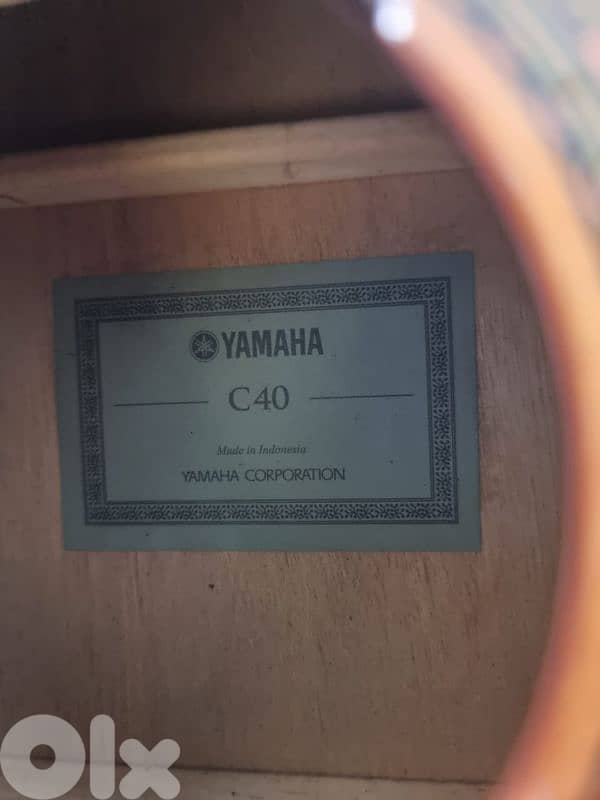 YAMAHA
C40
Made in Indonesia
YAMAHA CORPORATION
Olx